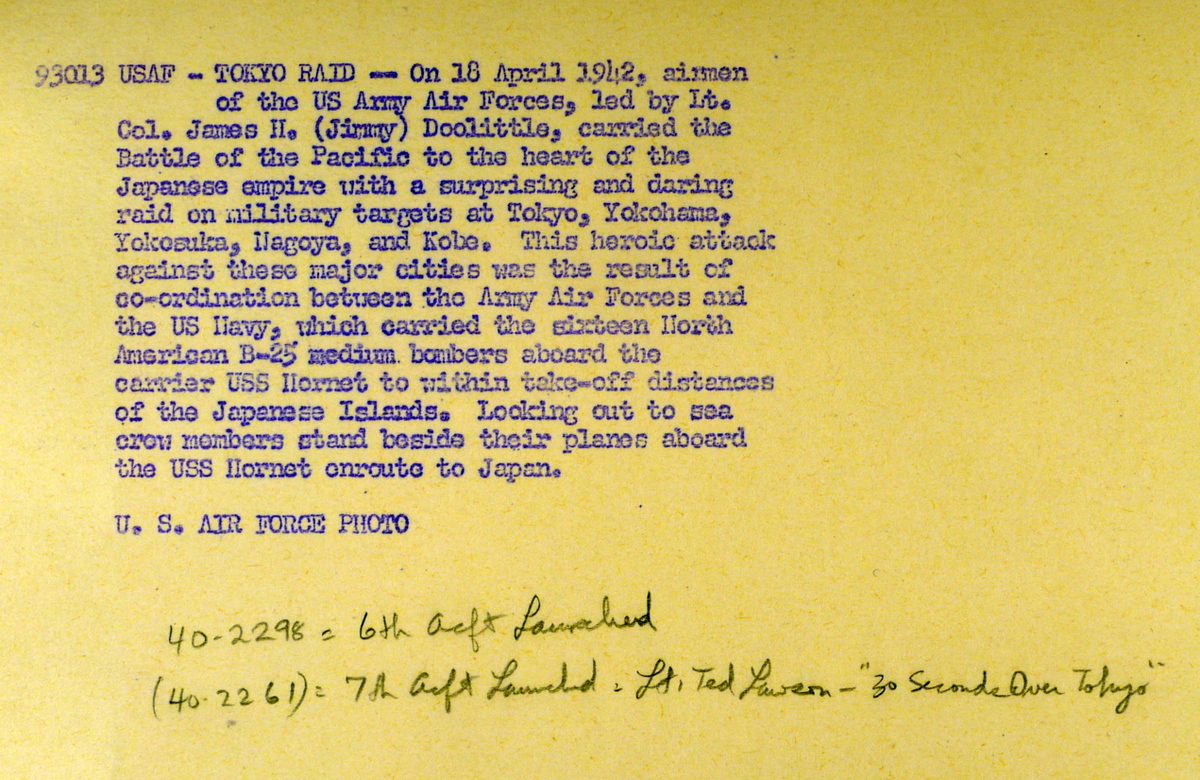 93013 USAF - TOKYO RAID -- On 18 April 1942, airmen
of the US Army Air Forces, led by Lt.
Col. James H. (Jimmy) Doolittle, carried the
Battle of the Pacific to the heart of the
Japanese empire with a surprising and daring
raid on military targets at Tokyo, Yokohama,
Yokosuka, Nagoya, and Kobe.  This heroic attack
against these major cities was the result of
co-ordination between the Army Air Forces and
the US Navy, which carried the sixteen North
American B-25 medium bombers aboard the
carrier USS Hornet to within take-off distances
of the Japanese Islands.  Looking out to sea
crew members stand beside their planes aboard
the USS Hornet enroute to Japan.
U. S. AIR FORCE PHOTO
40-2298 = 6th Acft Launched
(40-2261) = 7th Acft Launched = Lt. Ted Lawson - "30 Seconds Over Tokyo"